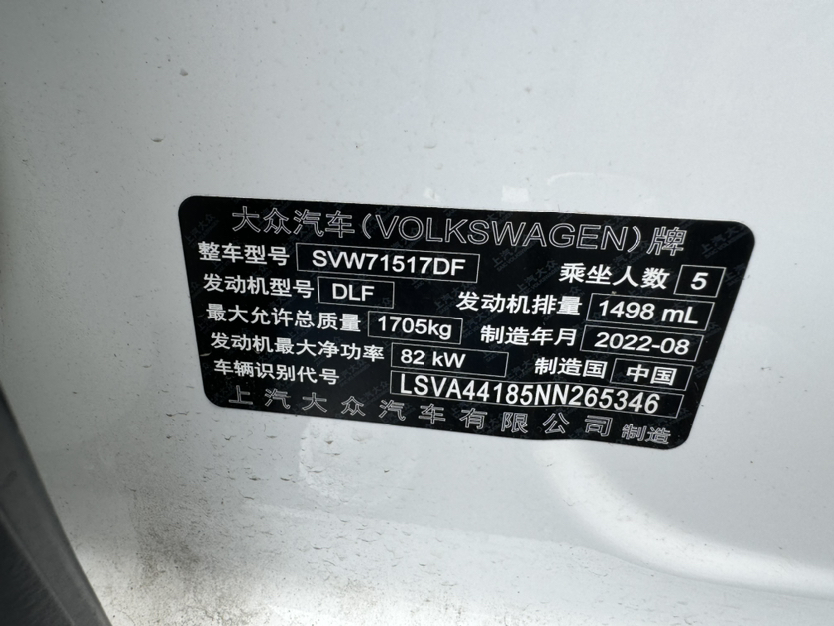 大众汽车(VOLKSWAGEN)牌
整车型号 SVW71517DF 乘坐人数 5
发动机型号 DLF 发动机排量 1498 mL
最大允许总质量 1705kg 制造年月 2022-08
发动机最大净功率 82 kW 制造国 中国
车辆识别代号 LSVA44185NN265346
上汽大众汽车有限公司 制造